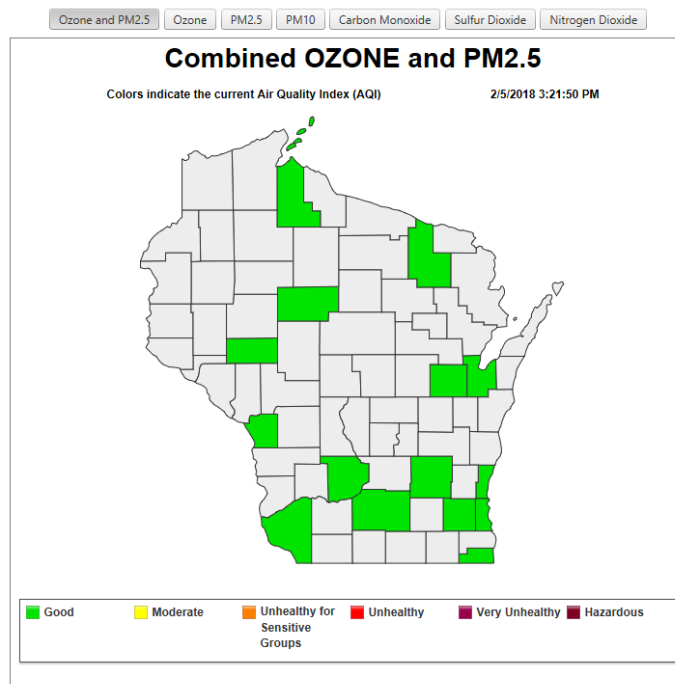 Ozone and PM2.5 Ozone PM2.5 PM10 Carbon Monoxide Sulfur Dioxide Nitrogen Dioxide
Combined OZONE and PM2.5
Colors indicate the current Air Quality Index (AQI) 2/5/2018 3:21:50 PM
Good Moderate Unhealthy for Unhealthy Very Unhealthy Hazardous
Sensitive
Groups